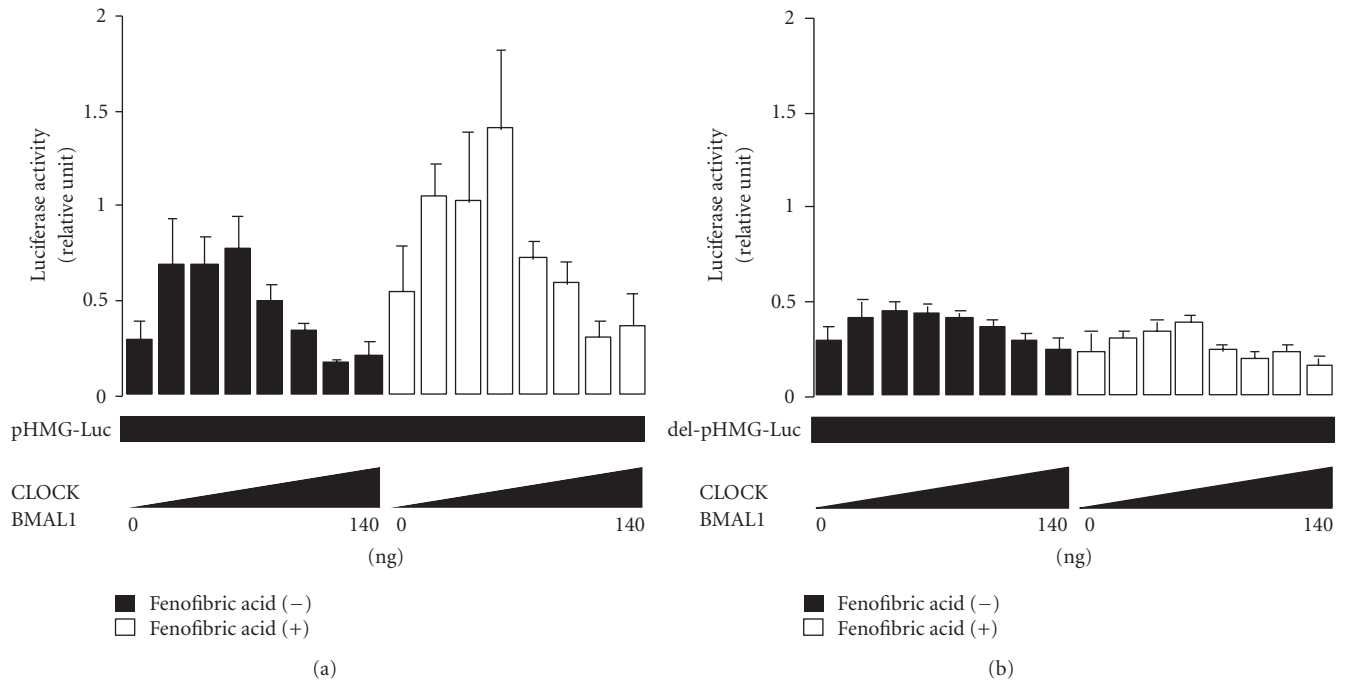 2
1.5
1
0.5
0
Luciferase activity
(relative unit)
pHMG-Luc
CLOCK
BMAL1
0 140 0 140
(ng)
Fenofibric acid (−)
Fenofibric acid (+)
(a)
2
1.5
1
0.5
0
Luciferase activity
(relative unit)
del-pHMG-Luc
CLOCK
BMAL1
0 140 0 140
(ng)
Fenofibric acid (−)
Fenofibric acid (+)
(b)